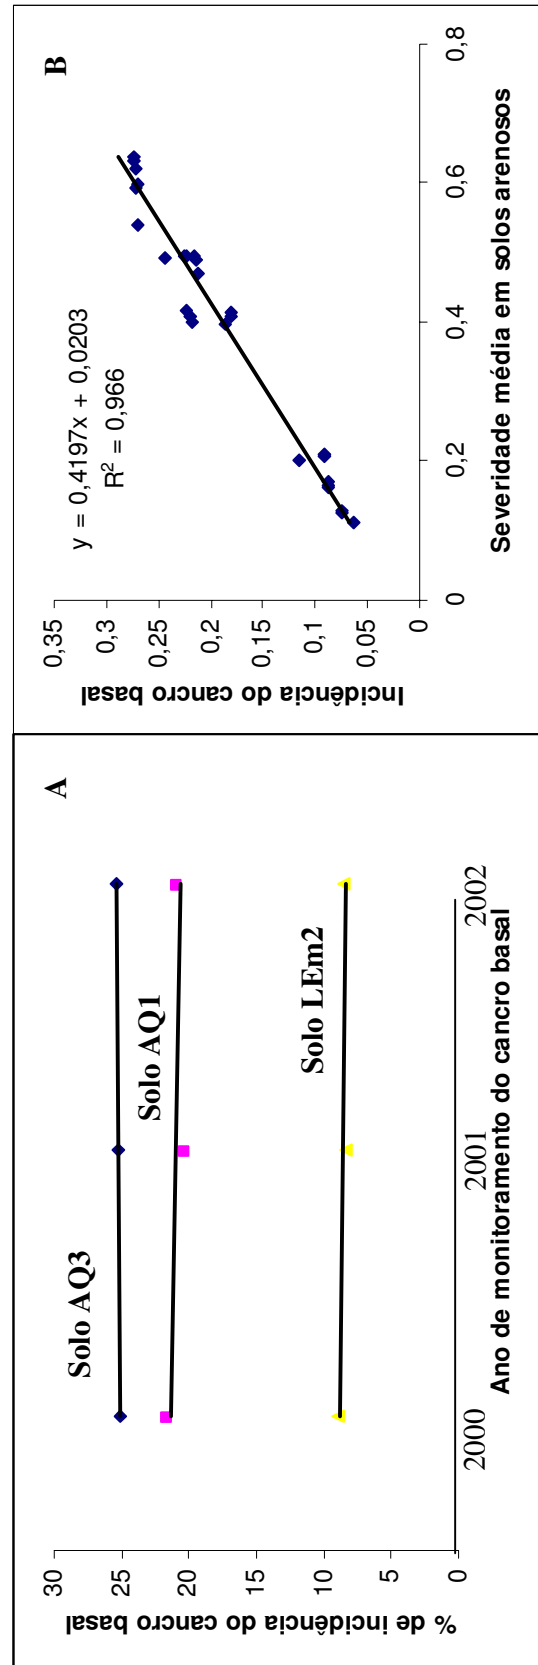 A
% de incidência do cancro basal
30
25
20
15
10
5
0
Solo AQ3
Solo AQ1
Solo LEm2
2000
2001
2002
Ano de monitoramento do cancro basal
B
Incidência do cancro basal
0,35
0,3
0,25
0,2
0,15
0,1
0,05
0
y = 0,4197x + 0,0203
R² = 0,966
0
0,2
0,4
0,6
0,8
Severidade média em solos arenosos